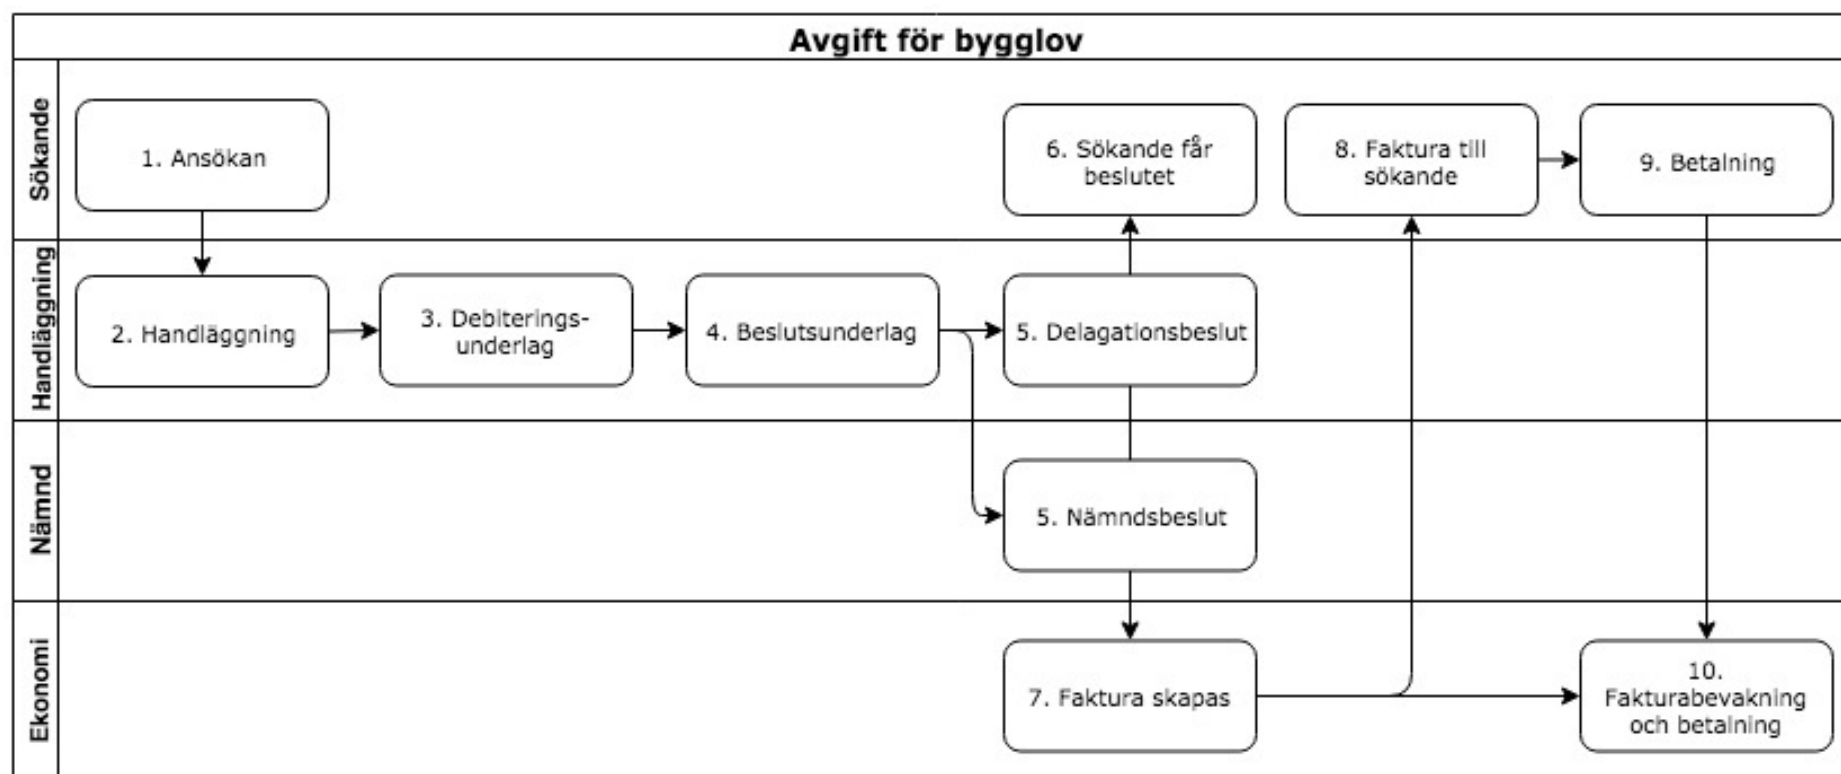 Avgift för bygglov
Sökande
1. Ansökan
6. Sökande får
beslutet
8. Faktura till
sökande
9. Betalning
Handläggning
2. Handläggning
3. Debiterings-
underlag
4. Beslutsunderlag
5. Delagationsbeslut
Nämnd
5. Nämndsbeslut
Ekonomi
7. Faktura skapas
10.
Fakturabevakning
och betalning